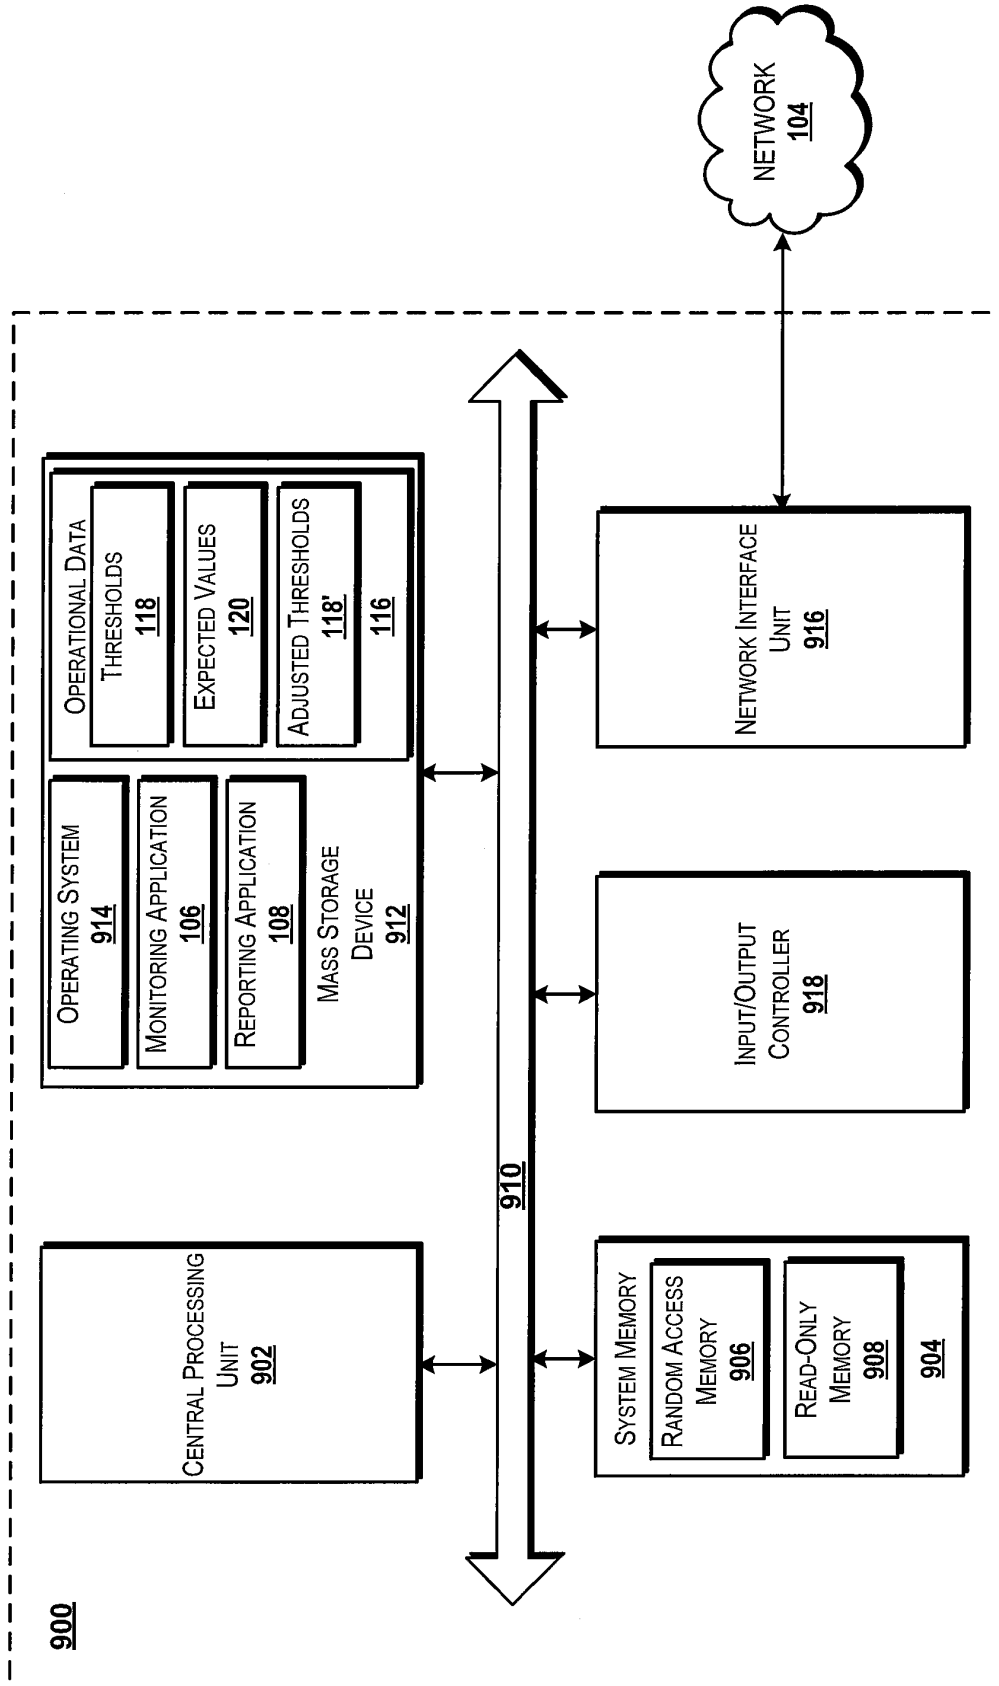 900
CENTRAL PROCESSING
UNIT
902
OPERATING SYSTEM
914
MONITORING APPLICATION
106
REPORTING APPLICATION
108
MASS STORAGE
DEVICE
912
OPERATIONAL DATA
THRESHOLDS
118
EXPECTED VALUES
120
ADJUSTED THRESHOLDS
118'
116
910
SYSTEM MEMORY
RANDOM ACCESS
MEMORY
906
READ-ONLY
MEMORY
908
904
INPUT/OUTPUT
CONTROLLER
918
NETWORK INTERFACE
UNIT
916
NETWORK
104